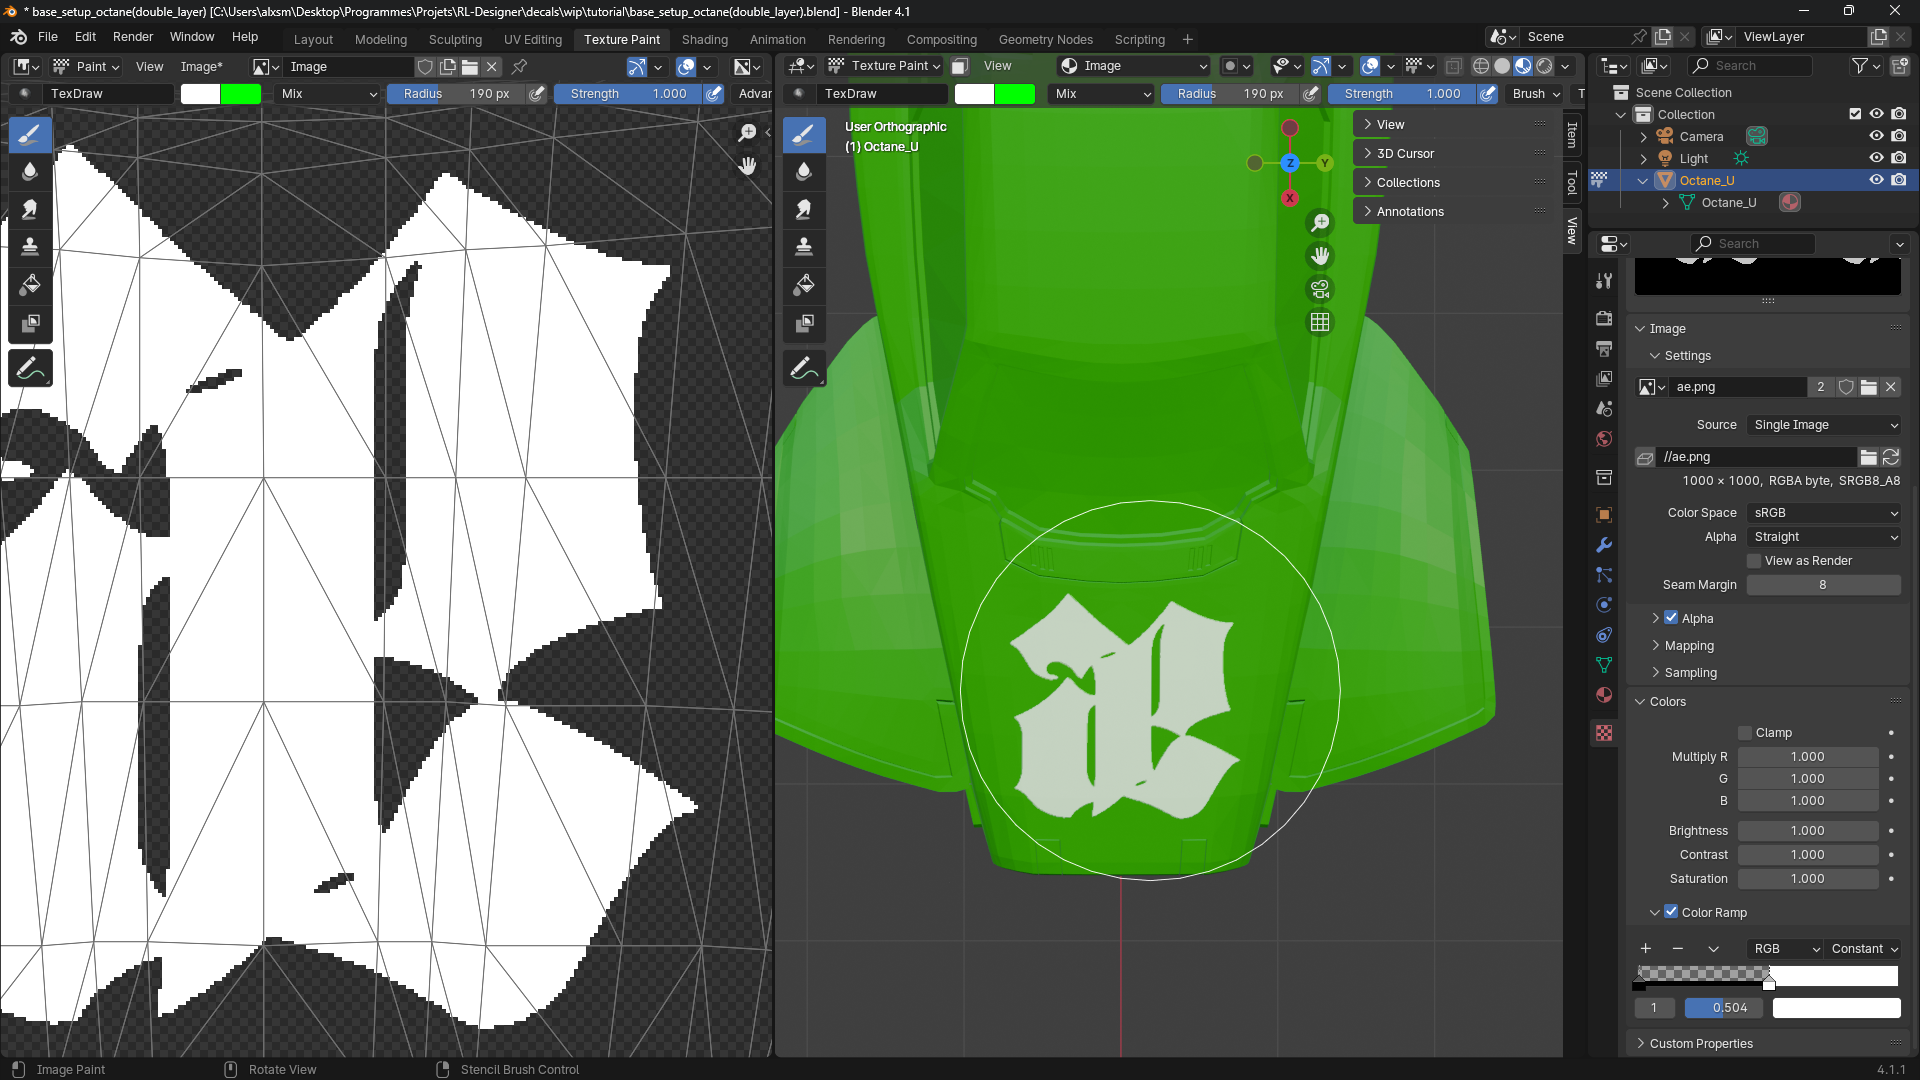 * base_setup_octane(double_layer) [C:\Users\alxsm\Desktop\Programmes\Projets\RL-Designer\decals\wip\tutorial\base_setup_octane(double_layer).blend] - Blender 4.1
File Edit Render Window Help
Layout Modeling Sculpting UV Editing Texture Paint Shading Animation Rendering Compositing Geometry Nodes Scripting +
Scene ViewLayer
Paint View Image* Image
Texture Paint View Image
Search
TexDraw Mix Radius 190 px Strength 1.000 Advar
TexDraw Mix Radius 190 px Strength 1.000 Brush T
Scene Collection
Collection
Camera
Light
Octane_U
Octane_U
User Orthographic
(1) Octane_U
Z Y X
View
3D Cursor
Collections
Annotations
Item
Tool
View
Search
Image
Settings
ae.png 2
Source Single Image
//ae.png
1000 × 1000, RGBA byte, SRGB8_A8
Color Space sRGB
Alpha Straight
View as Render
Seam Margin 8
Alpha
Mapping
Sampling
Colors
Clamp
Multiply R 1.000
G 1.000
B 1.000
Brightness 1.000
Contrast 1.000
Saturation 1.000
Color Ramp
+ − RGB Constant
1 0.504
Custom Properties
æ
Image Paint Rotate View Stencil Brush Control 4.1.1